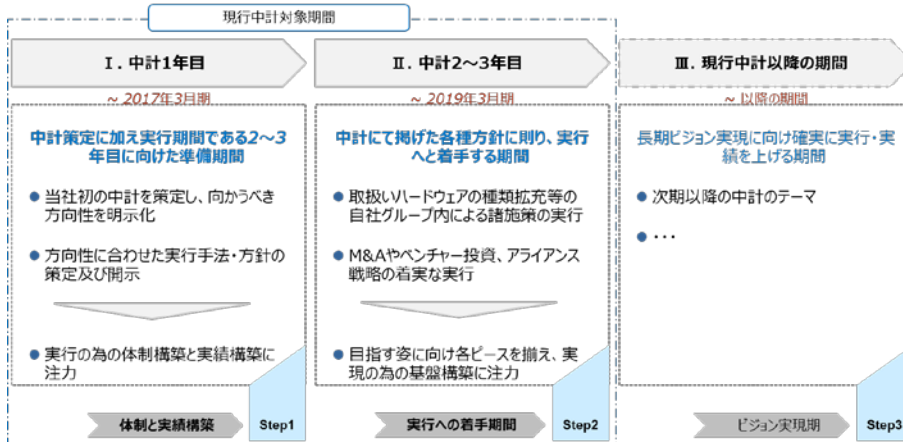 現行中計対象期間
Ⅰ．中計1年目
～ 2017年3月期
中計策定に加え実行期間である2～3
年目に向けた準備期間
● 当社初の中計を策定し、向かうべき
方向性を明示化
● 方向性に合わせた実行手法・方針の
策定及び開示
● 実行の為の体制構築と実績構築に
注力
体制と実績構築
Step1
Ⅱ．中計2～3年目
～ 2019年3月期
中計にて掲げた各種方針に則り、実行
へと着手する期間
● 取扱いハードウェアの種類拡充等の
自社グループ内による諸施策の実行
● M&Aやベンチャー投資、アライアンス
戦略の着実な実行
● 目指す姿に向け各ピースを揃え、実
現の為の基盤構築に注力
実行への着手期間
Step2
Ⅲ．現行中計以降の期間
～ 以降の期間
長期ビジョン実現に向け確実に実行・実
績を上げる期間
● 次期以降の中計のテーマ
● ・・・
ビジョン実現期
Step3